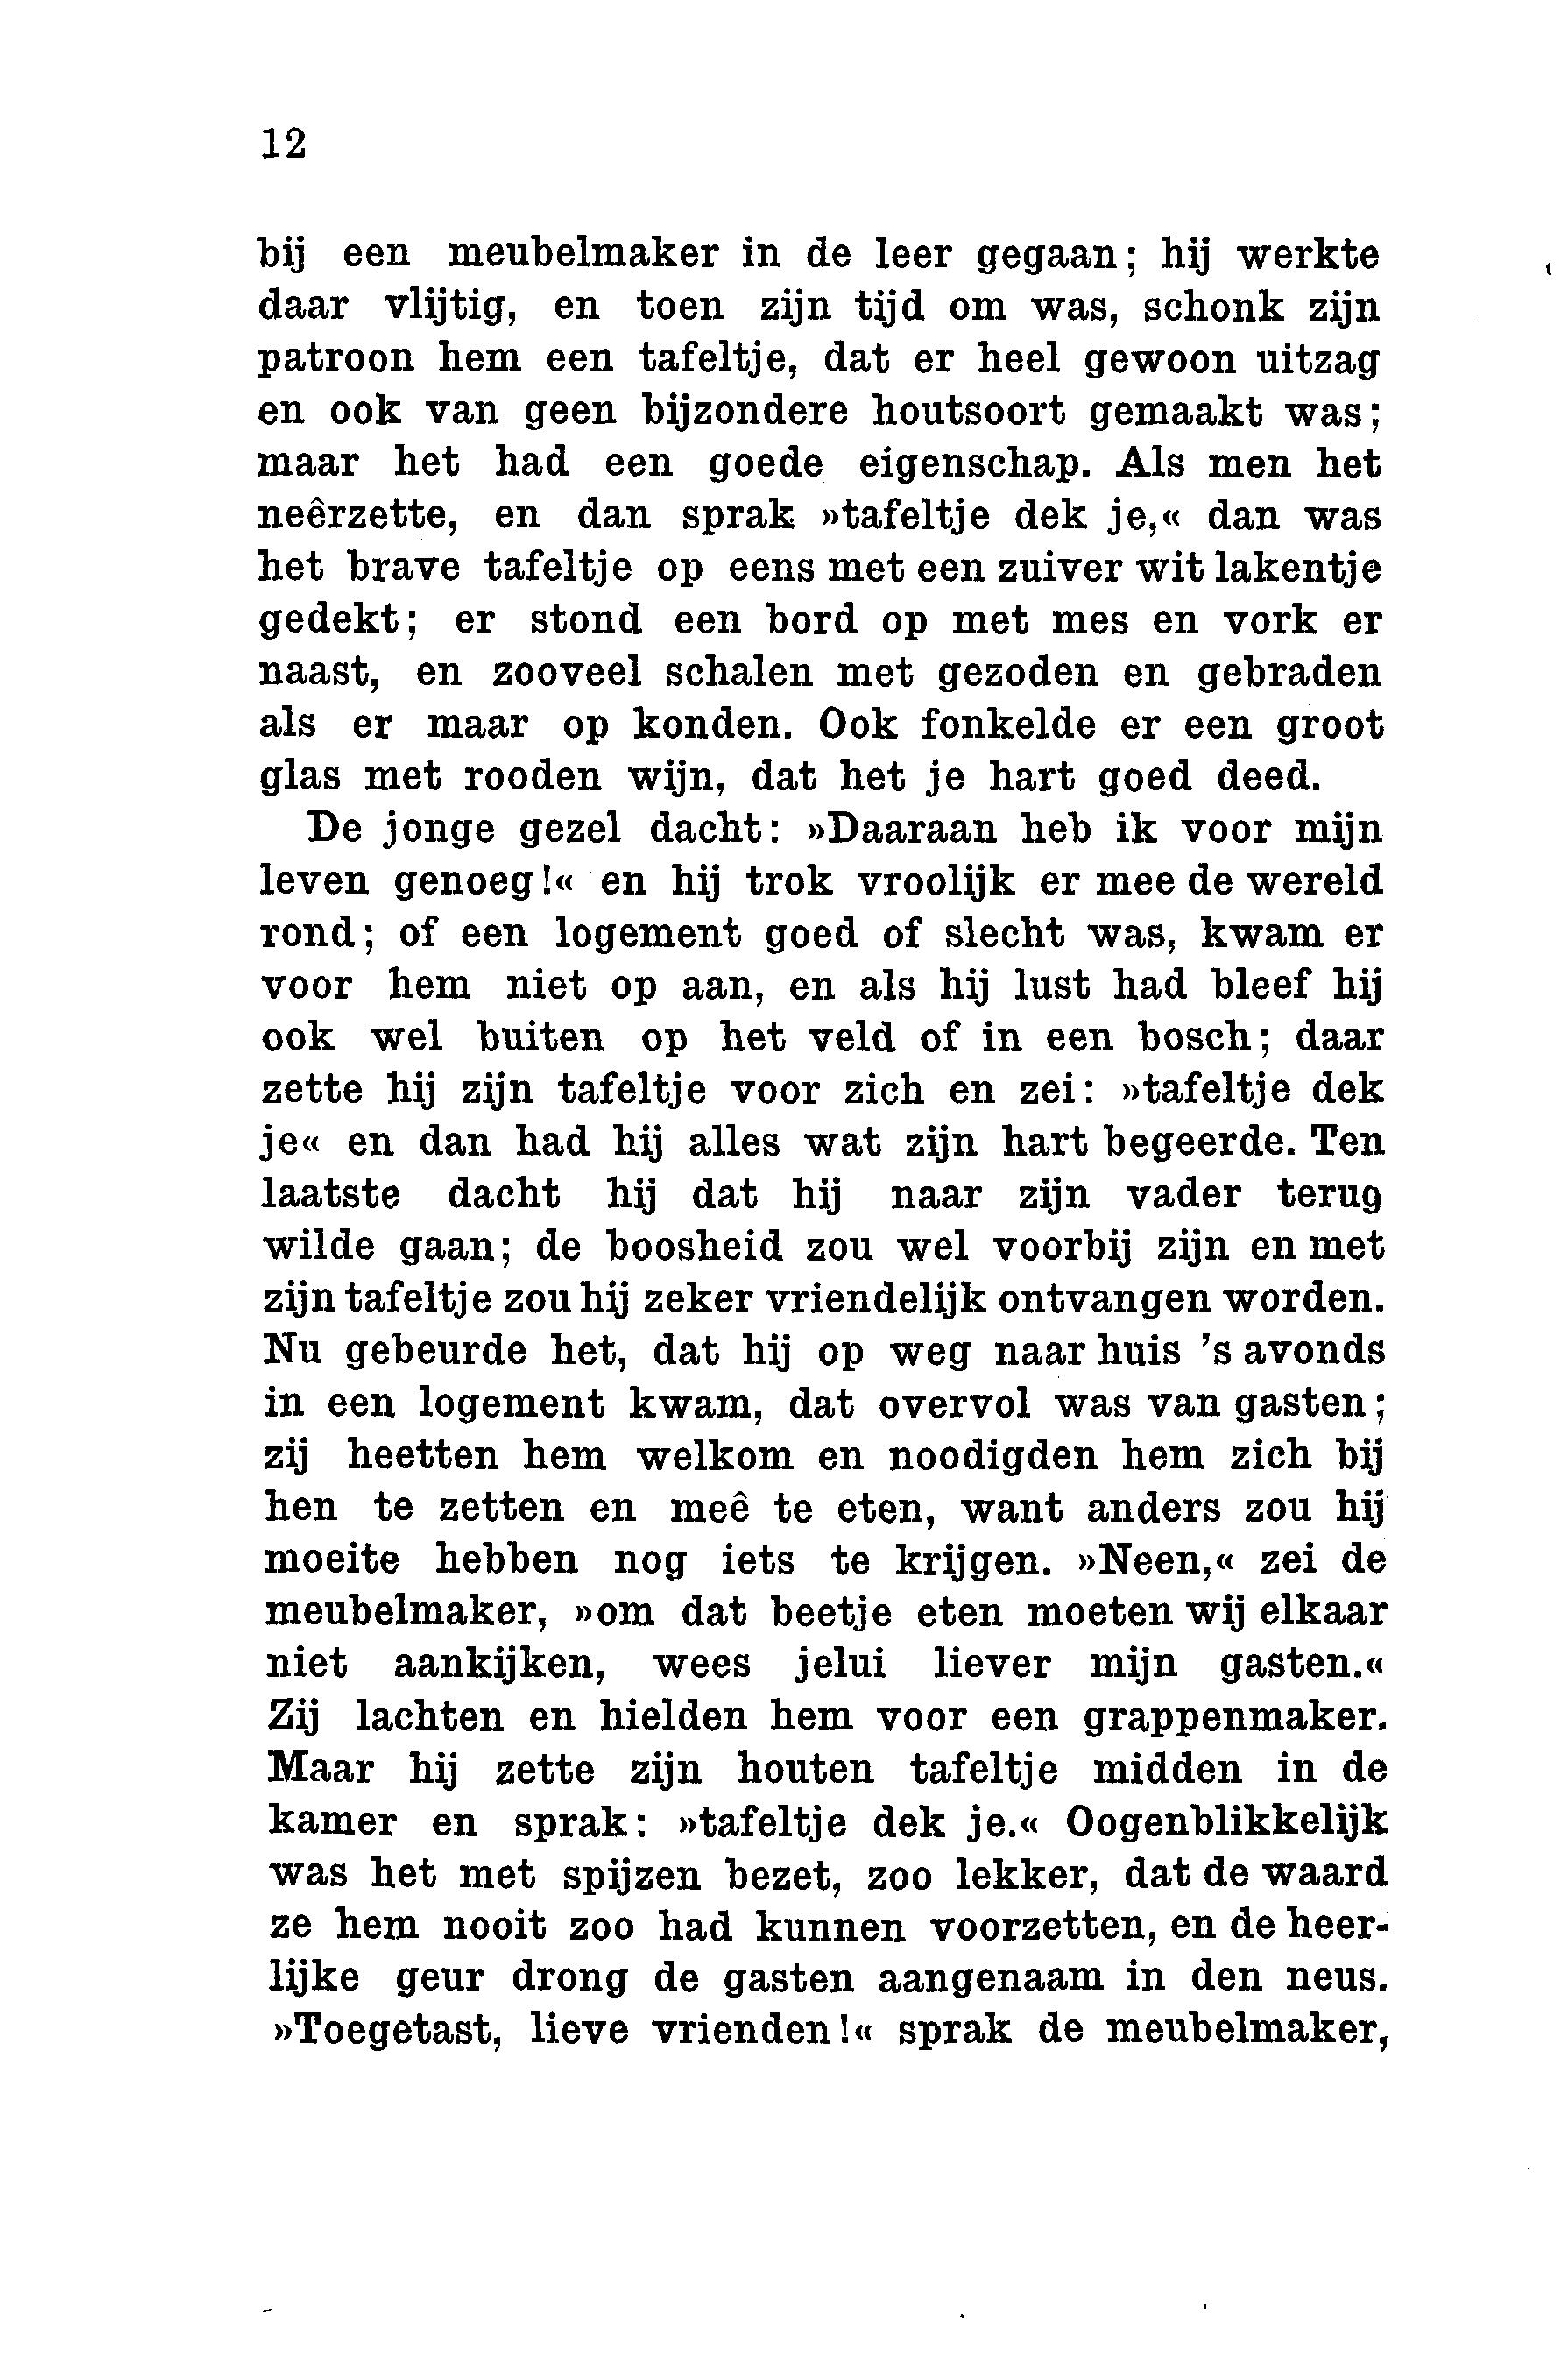 12
bij een meubelmaker in de leer gegaan; hij werkte
daar vlijtig, en toen zijn tijd om was, schonk zijn
patroon hem een tafeltje, dat er heel gewoon uitzag
en ook van geen bijzondere houtsoort gemaakt was;
maar het had een goede eigenschap. Als men het
neêrzette, en dan sprak »tafeltje dek je,« dan was
het brave tafeltje op eens met een zuiver wit lakentje
gedekt; er stond een bord op met mes en vork er
naast, en zooveel schalen met gezoden en gebraden
als er maar op konden. Ook fonkelde er een groot
glas met rooden wijn, dat het je hart goed deed.
De jonge gezel dacht: »Daaraan heb ik voor mijn
leven genoeg!« en hij trok vroolijk er mee de wereld
rond; of een logement goed of slecht was, kwam er
voor hem niet op aan, en als hij lust had bleef hij
ook wel buiten op het veld of in een bosch; daar
zette hij zijn tafeltje voor zich en zei: »tafeltje dek
je« en dan had hij alles wat zijn hart begeerde. Ten
laatste dacht hij dat hij naar zijn vader terug
wilde gaan; de boosheid zou wel voorbij zijn en met
zijn tafeltje zou hij zeker vriendelijk ontvangen worden.
Nu gebeurde het, dat hij op weg naar huis 's avonds
in een logement kwam, dat overvol was van gasten;
zij heetten hem welkom en noodigden hem zich bij
hen te zetten en meê te eten, want anders zou hij
moeite hebben nog iets te krijgen. »Neen,« zei de
meubelmaker, »om dat beetje eten moeten wij elkaar
niet aankijken, wees jelui liever mijn gasten.«
Zij lachten en hielden hem voor een grappenmaker.
Maar hij zette zijn houten tafeltje midden in de
kamer en sprak: »tafeltje dek je.« Oogenblikkelijk
was het met spijzen bezet, zoo lekker, dat de waard
ze hem nooit zoo had kunnen voorzetten, en de heer-
lijke geur drong de gasten aangenaam in den neus.
»Toegetast, lieve vrienden!« sprak de meubelmaker,